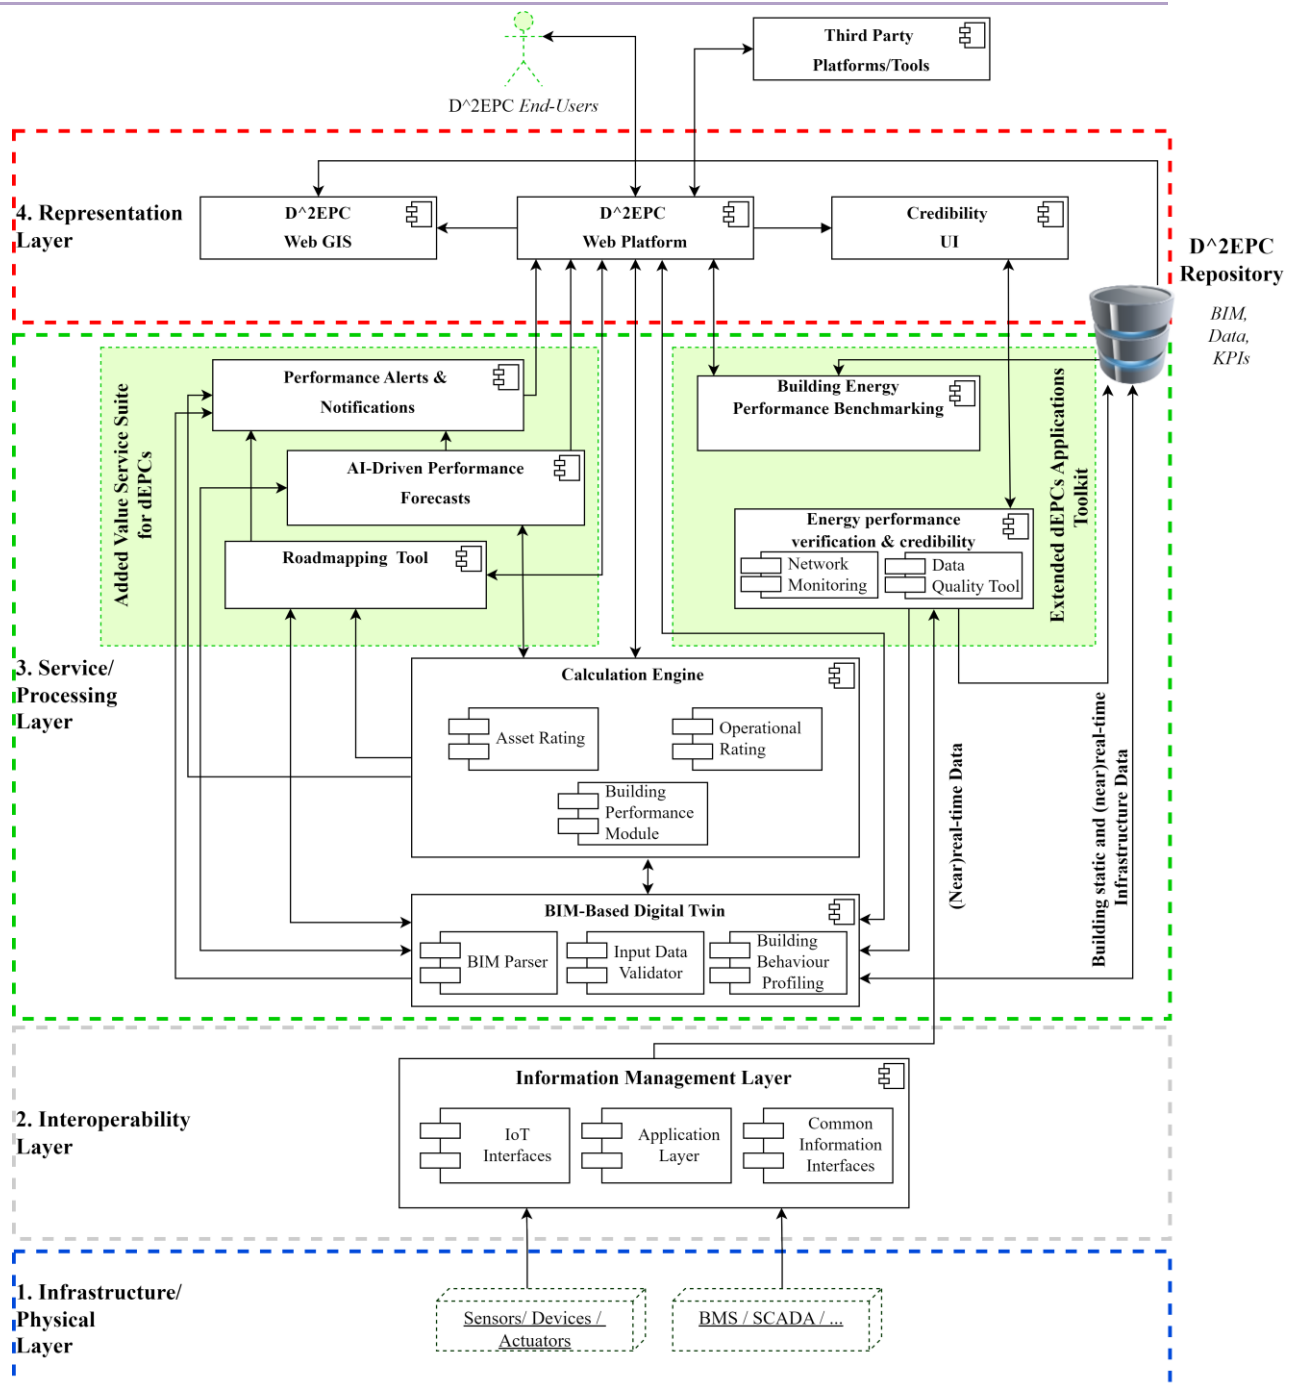 Third Party
Platforms/Tools
D^2EPC End-Users
4. Representation
Layer
D^2EPC
Web GIS
D^2EPC
Web Platform
Credibility
UI
D^2EPC
Repository
BIM,
Data,
KPIs
Added Value Service Suite
for dEPCs
Performance Alerts &
Notifications
AI-Driven Performance
Forecasts
Roadmapping Tool
Building Energy
Performance Benchmarking
Energy performance
verification & credibility
Network
Monitoring
Data
Quality Tool
Extended dEPCs Applications
Toolkit
3. Service/
Processing
Layer
Calculation Engine
Asset Rating
Operational
Rating
Building
Performance
Module
(Near)real-time Data
Building static and (near)real-time
Infrastructure Data
BIM-Based Digital Twin
BIM Parser
Input Data
Validator
Building
Behaviour
Profiling
2. Interoperability
Layer
Information Management Layer
IoT
Interfaces
Application
Layer
Common
Information
Interfaces
1. Infrastructure/
Physical
Layer
Sensors/ Devices /
Actuators
BMS / SCADA / ...